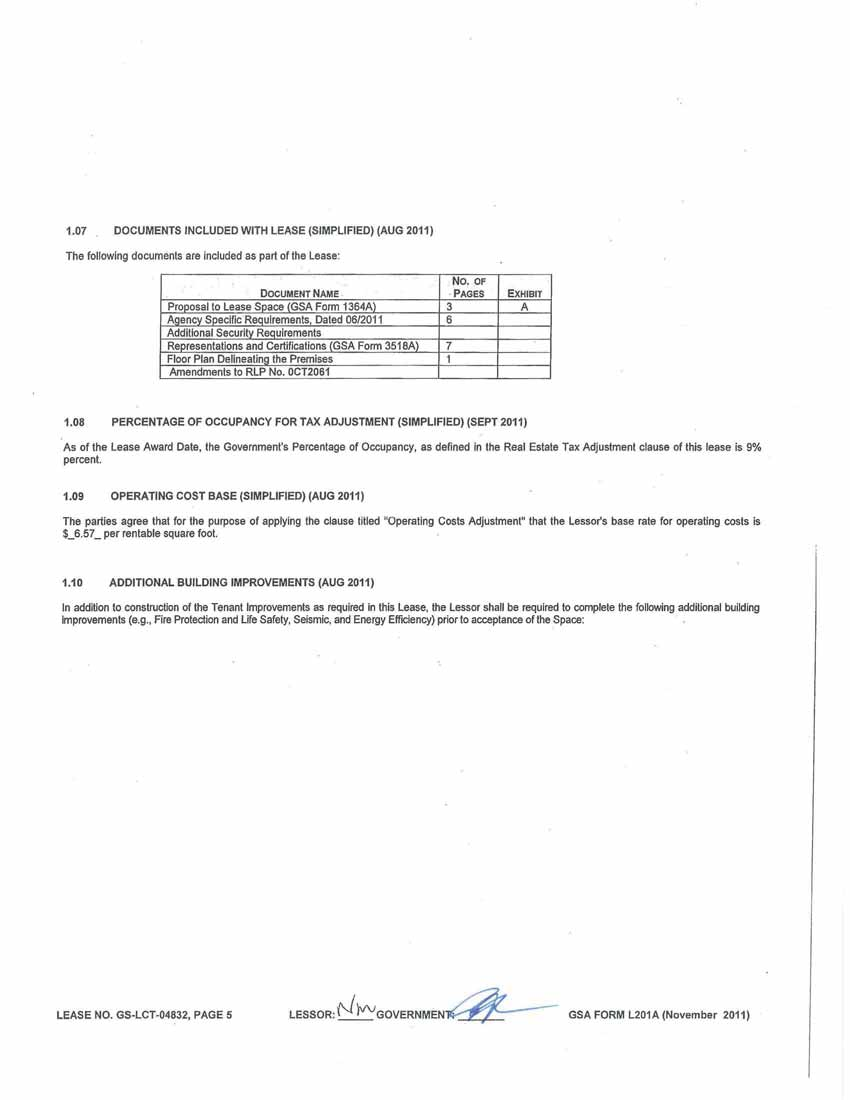 1.07 DOCUMENTS INCLUDED WITH LEASE (SIMPLIFIED) (AUG 2011)
The following documents are included as part of the Lease:
DOCUMENT NAME NO. OF PAGES EXHIBIT
Proposal to Lease Space (GSA Form 1364A) 3 A
Agency Specific Requirements, Dated 06/2011 6
Additional Security Requirements
Representations and Certifications (GSA Form 3518A) 7
Floor Plan Delineating the Premises 1
Amendments to RLP No. 0CT2061
1.08 PERCENTAGE OF OCCUPANCY FOR TAX ADJUSTMENT (SIMPLIFIED) (SEPT 2011)
As of the Lease Award Date, the Government's Percentage of Occupancy, as defined in the Real Estate Tax Adjustment clause of this lease is 9%
percent.
1.09 OPERATING COST BASE (SIMPLIFIED) (AUG 2011)
The parties agree that for the purpose of applying the clause titled "Operating Costs Adjustment" that the Lessor's base rate for operating costs is
$_6.57_ per rentable square foot.
1.10 ADDITIONAL BUILDING IMPROVEMENTS (AUG 2011)
In addition to construction of the Tenant Improvements as required in this Lease, the Lessor shall be required to complete the following additional building
improvements (e.g., Fire Protection and Life Safety, Seismic, and Energy Efficiency) prior to acceptance of the Space:
LEASE NO. GS-LCT-04832, PAGE 5 LESSOR: NM GOVERNMENT: GSA FORM L201A (November 2011)